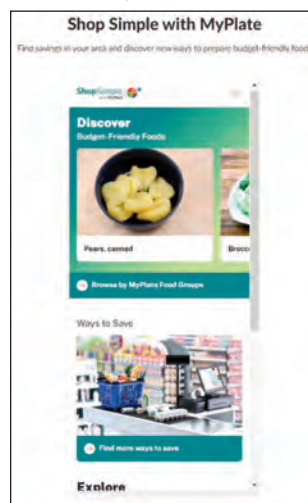 Shop Simple with MyPlate
Find savings in your area and discover new ways to prepare budget-friendly food
ShopSimple
with MyPlate
Discover
Budget-Friendly Foods
Pears, canned
Brocc
Browse by MyPlate Food Groups
Ways to Save
Find more ways to save
Explore